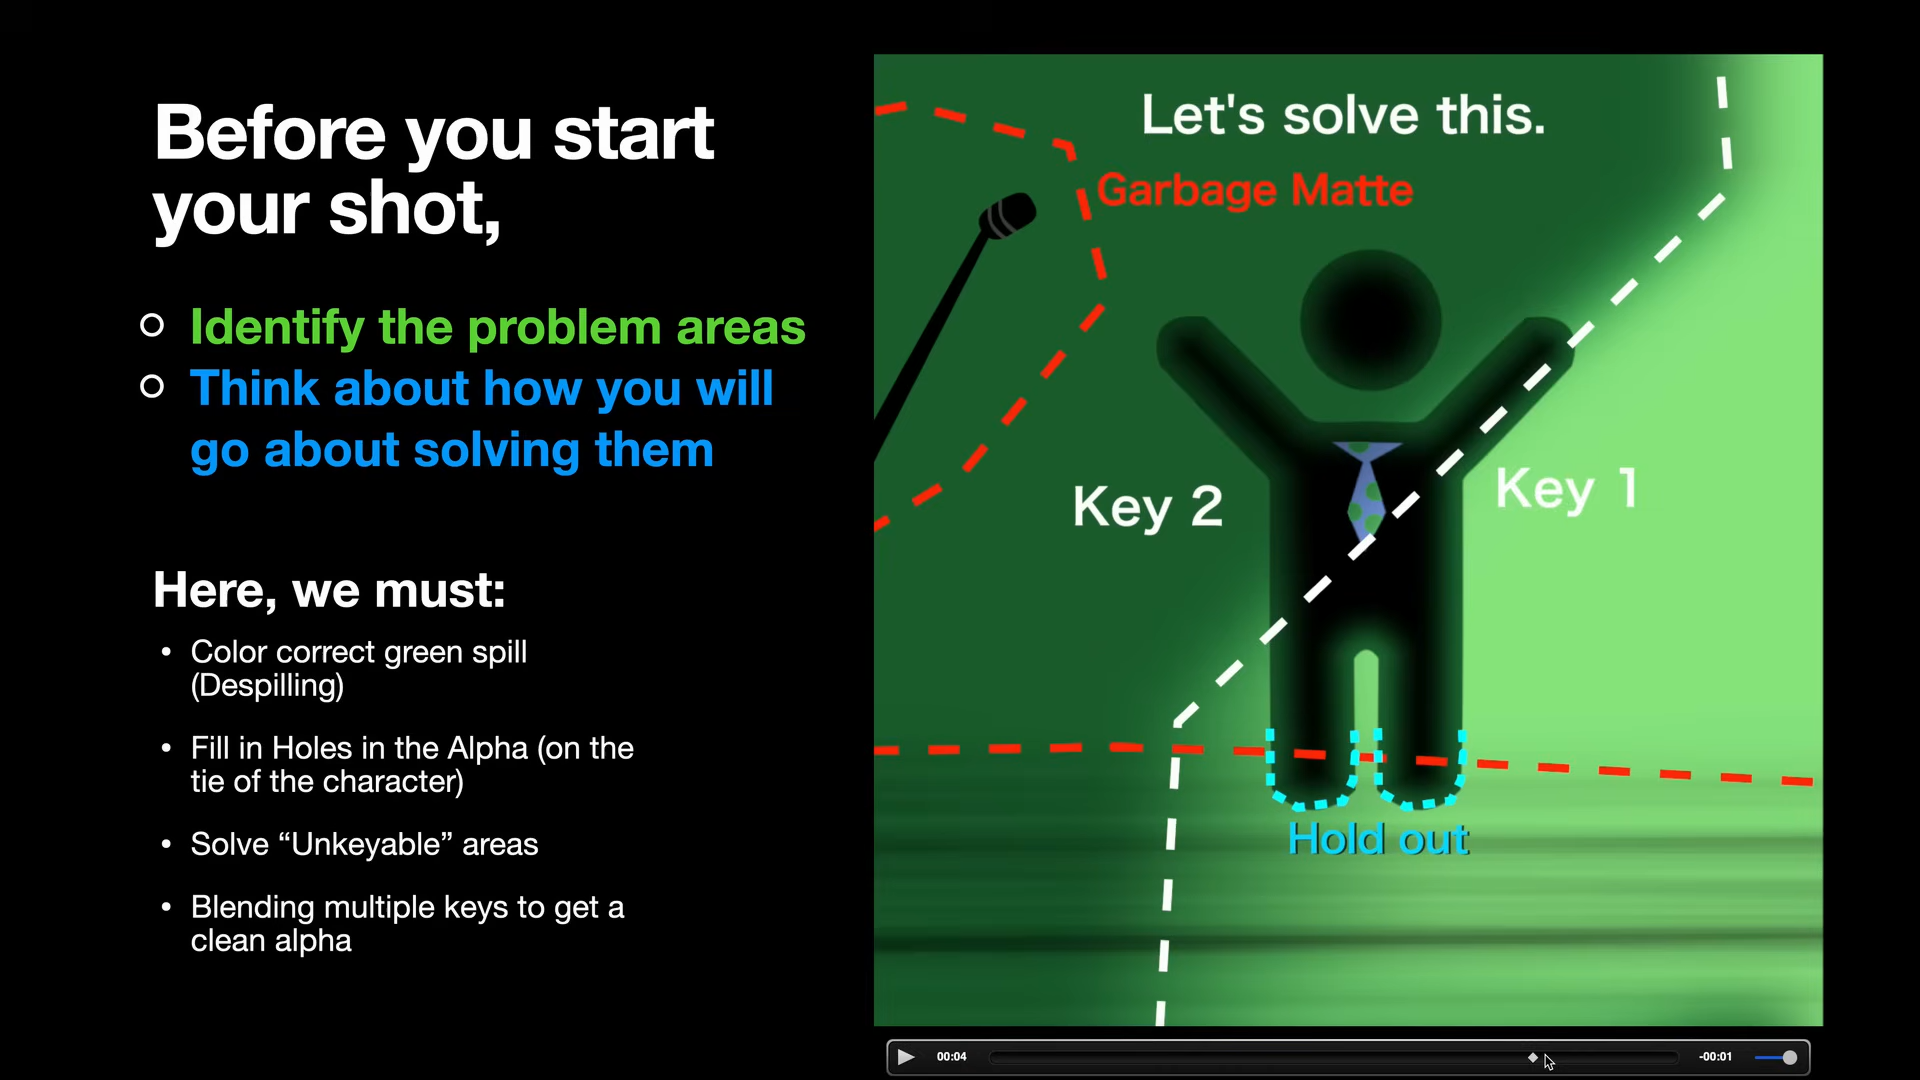 Before you start
your shot,
Identify the problem areas
Think about how you will
go about solving them
Here, we must:
• Color correct green spill
(Despilling)
• Fill in Holes in the Alpha (on the
tie of the character)
• Solve “Unkeyable” areas
• Blending multiple keys to get a
clean alpha
Let's solve this.
Garbage Matte
Key 2
Key 1
Hold out
00:04
-00:01